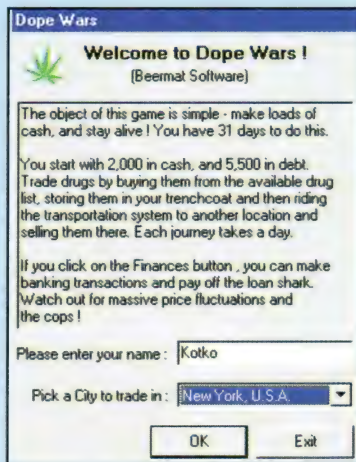 Dope Wars
Welcome to Dope Wars !
(Beermat Software)
The object of this game is simple - make loads of
cash, and stay alive ! You have 31 days to do this.
You start with 2,000 in cash, and 5,500 in debt.
Trade drugs by buying them from the available drug
list, storing them in your trenchcoat and then riding
the transportation system to another location and
selling them there. Each journey takes a day.
If you click on the Finances button , you can make
banking transactions and pay off the loan shark.
Watch out for massive price fluctuations and
the cops !
Please enter your name : Kotko
Pick a City to trade in : New York, U.S.A.
OK Exit